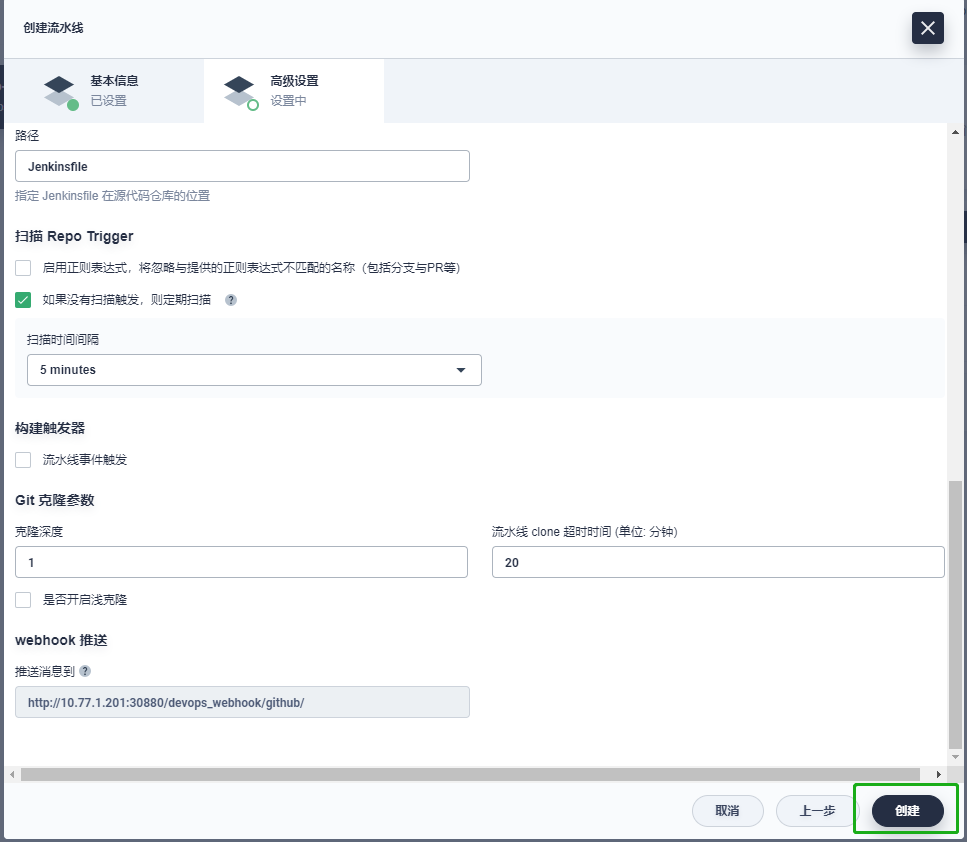 创建流水线
基本信息
已设置
高级设置
设置中
路径
Jenkinsfile
指定 Jenkinsfile 在源代码仓库的位置
扫描 Repo Trigger
启用正则表达式，将忽略与提供的正则表达式不匹配的名称（包括分支与PR等）
如果没有扫描触发，则定期扫描 ?
扫描时间间隔
5 minutes
构建触发器
流水线事件触发
Git 克隆参数
克隆深度
流水线 clone 超时时间 (单位: 分钟)
1
20
是否开启浅克隆
webhook 推送
推送消息到 ?
http://10.77.1.201:30880/devops_webhook/github/
取消
上一步
创建